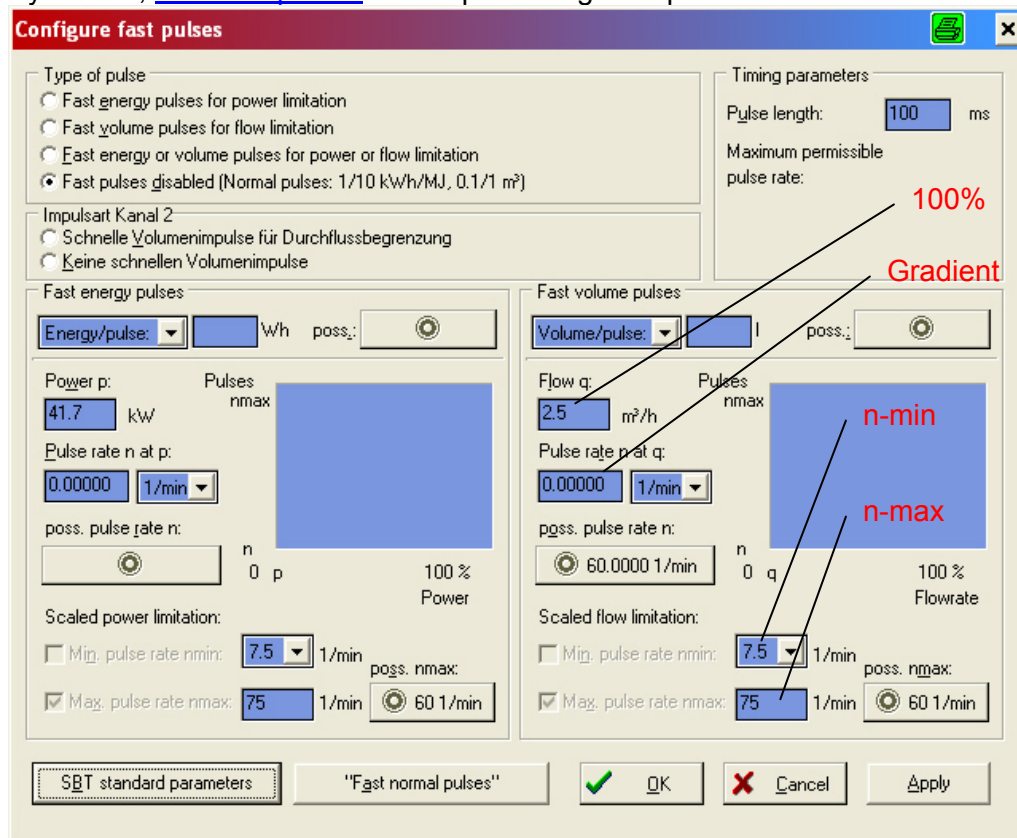 Configure fast pulses
Type of pulse
Fast energy pulses for power limitation
Fast volume pulses for flow limitation
Fast energy or volume pulses for power or flow limitation
Fast pulses disabled (Normal pulses: 1/10 kWh/MJ, 0.1/1 m³)
Timing parameters
Pulse length: 100 ms
Maximum permissible
pulse rate:
100%
Impulsart Kanal 2
Schnelle Volumenimpulse für Durchflussbegrenzung
Keine schnellen Volumenimpulse
Gradient
Fast energy pulses
Energy/pulse: Wh poss.:
Power p:
41.7 kW
Pulses
nmax
Pulse rate n at p:
0.00000 1/min
poss. pulse rate n:
n
0 p 100 %
Power
Scaled power limitation:
Min. pulse rate nmin: 7.5 1/min
poss. nmax:
Max. pulse rate nmax: 75 1/min 60 1/min
Fast volume pulses
Volume/pulse: l poss.:
Flow q:
2.5 m³/h
Pulses
nmax
n-min
Pulse rate n at q:
0.00000 1/min
n-max
poss. pulse rate n:
60.0000 1/min
n
0 q 100 %
Flowrate
Scaled flow limitation:
Min. pulse rate nmin: 7.5 1/min
poss. nmax:
Max. pulse rate nmax: 75 1/min 60 1/min
SBT standard parameters "Fast normal pulses" OK Cancel Apply